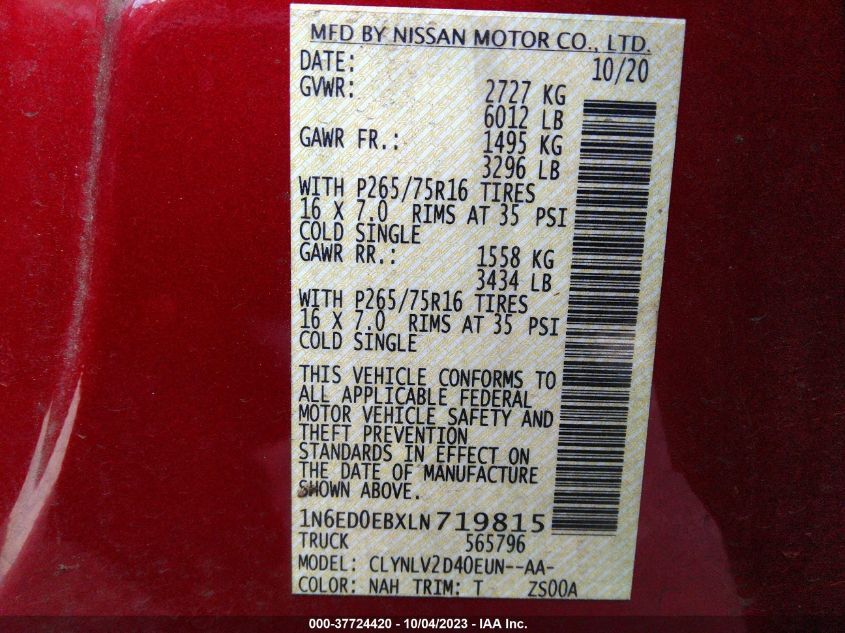 MFD BY NISSAN MOTOR CO., LTD.
DATE: 10/20
GVWR: 2727 KG
6012 LB
GAWR FR.: 1495 KG
3296 LB
WITH P265/75R16 TIRES
16 X 7.0 RIMS AT 35 PSI
COLD SINGLE
GAWR RR.: 1558 KG
3434 LB
WITH P265/75R16 TIRES
16 X 7.0 RIMS AT 35 PSI
COLD SINGLE
THIS VEHICLE CONFORMS TO
ALL APPLICABLE FEDERAL
MOTOR VEHICLE SAFETY AND
THEFT PREVENTION
STANDARDS IN EFFECT ON
THE DATE OF MANUFACTURE
SHOWN ABOVE.
1N6ED0EBXLN719815
TRUCK 565796
MODEL: CLYNLV2D40EUN--AA-
COLOR: NAH TRIM: T ZS00A
000-37724420 - 10/04/2023 - IAA Inc.